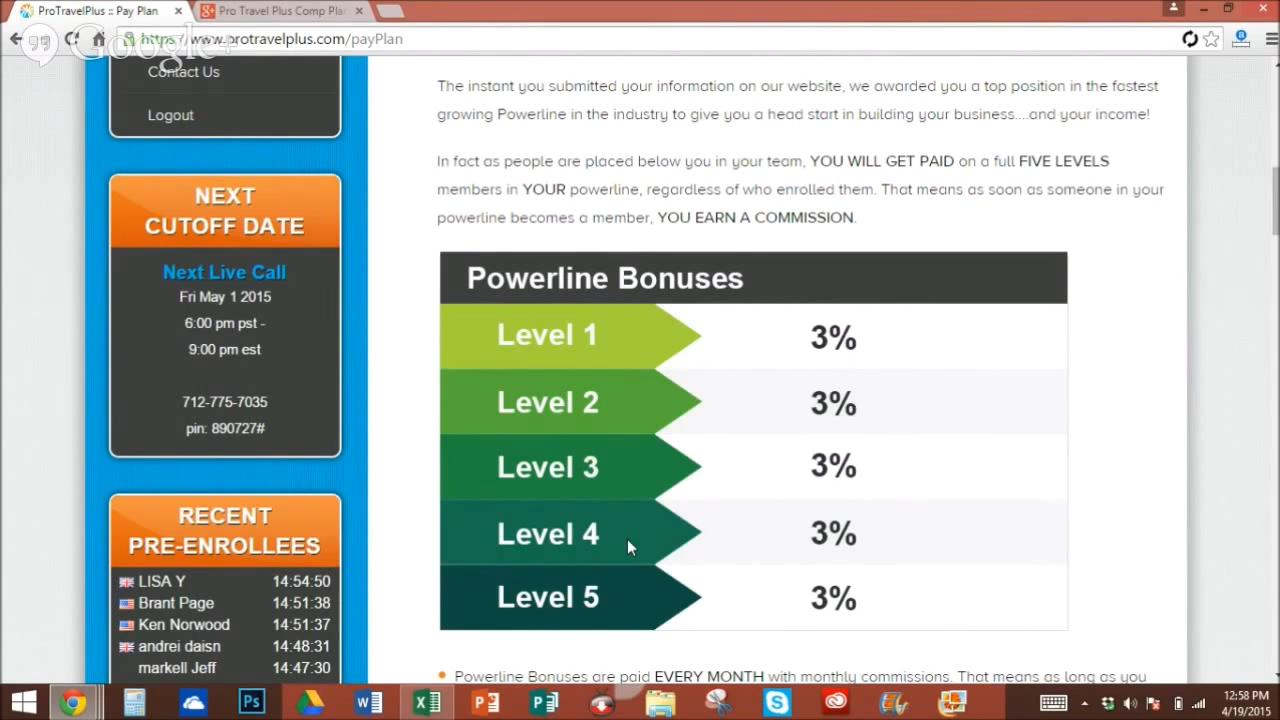 ProTravelPlus :: Pay Plan
Pro Travel Plus Comp Plan
Google+
https://www.protravelplus.com/payPlan
Contact Us
Logout
NEXT
CUTOFF DATE
Next Live Call
Fri May 1 2015
6:00 pm pst -
9:00 pm est
712-775-7035
pin: 890727#
RECENT
PRE-ENROLLEES
LISA Y 14:54:50
Brant Page 14:51:38
Ken Norwood 14:51:37
andrei daisn 14:48:31
markell Jeff 14:47:30
The instant you submitted your information on our website, we awarded you a top position in the fastest
growing Powerline in the industry to give you a head start in building your business....and your income!
In fact as people are placed below you in your team, YOU WILL GET PAID on a full FIVE LEVELS
members in YOUR powerline, regardless of who enrolled them. That means as soon as someone in your
powerline becomes a member, YOU EARN A COMMISSION.
Powerline Bonuses
Level 1 3%
Level 2 3%
Level 3 3%
Level 4 3%
Level 5 3%
Powerline Bonuses are paid EVERY MONTH with monthly commissions. That means as long as you
12:58 PM
4/19/2015